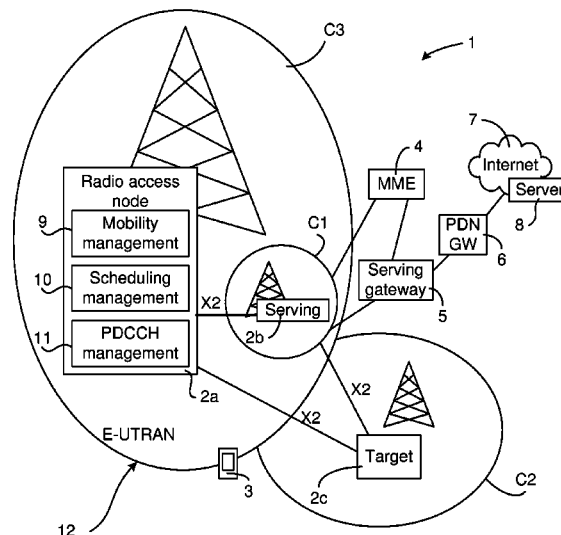 C3
1
7
Internet
4
MME
Server
8
Radio access
node
9
Mobility
management
C1
PDN
GW
6
10
Scheduling
management
X2
Serving
2b
Serving
gateway
5
11
PDCCH
management
2a
X2
X2
E-UTRAN
Target
2c
3
C2
12